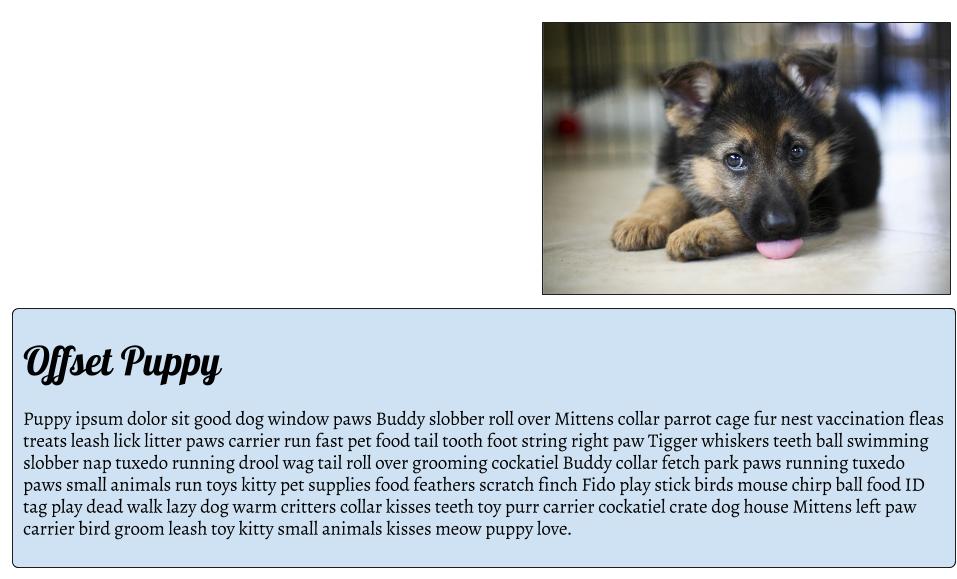 Offset Puppy
Puppy ipsum dolor sit good dog window paws Buddy slobber roll over Mittens collar parrot cage fur nest vaccination fleas
treats leash lick litter paws carrier run fast pet food tail tooth foot string right paw Tigger whiskers teeth ball swimming
slobber nap tuxedo running drool wag tail roll over grooming cockatiel Buddy collar fetch park paws running tuxedo
paws small animals run toys kitty pet supplies food feathers scratch finch Fido play stick birds mouse chirp ball food ID
tag play dead walk lazy dog warm critters collar kisses teeth toy purr carrier cockatiel crate dog house Mittens left paw
carrier bird groom leash toy kitty small animals kisses meow puppy love.